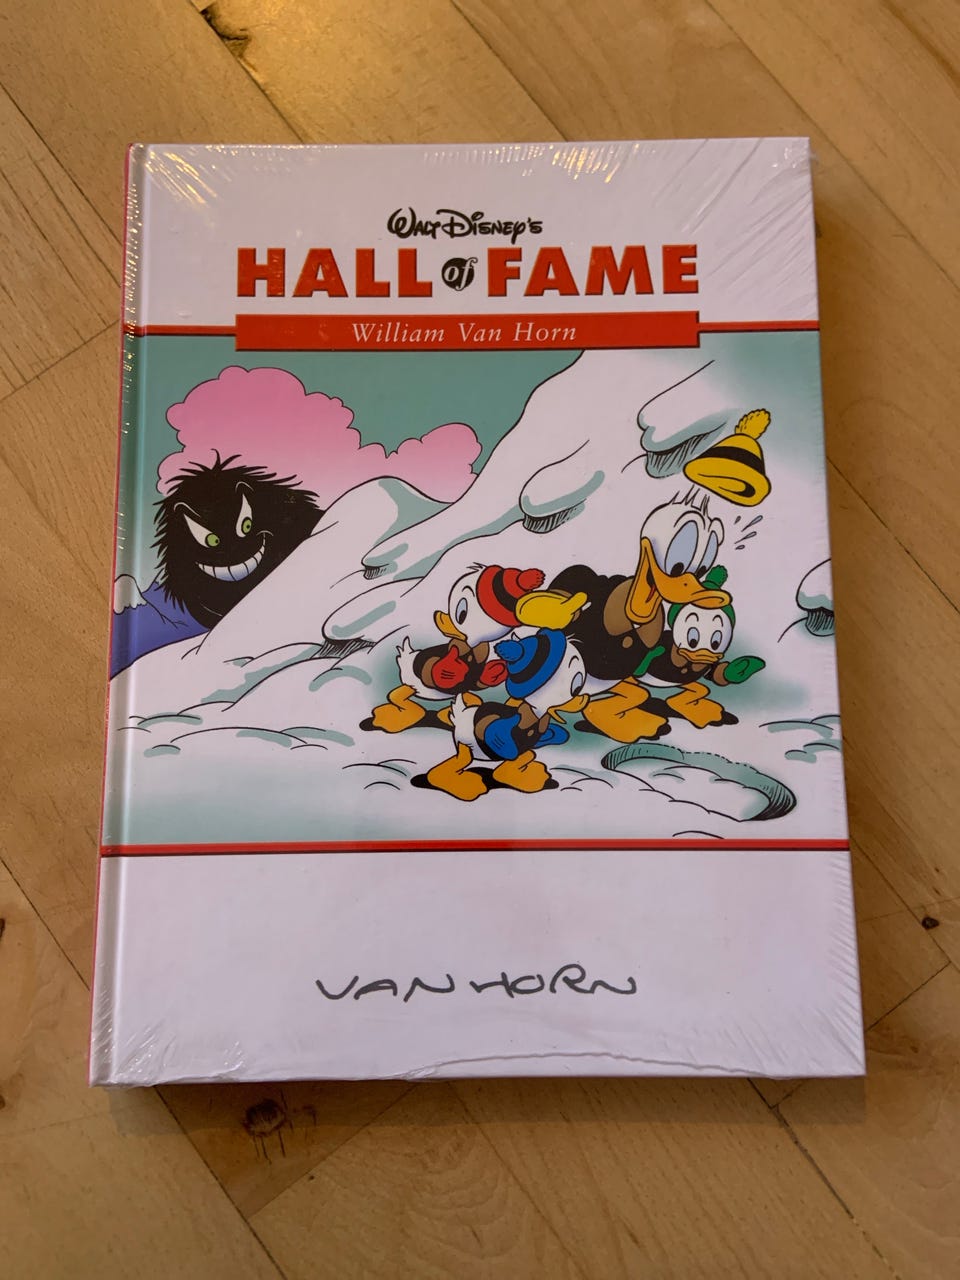 Walt Disney's
HALL of FAME
William Van Horn
VAN HORN